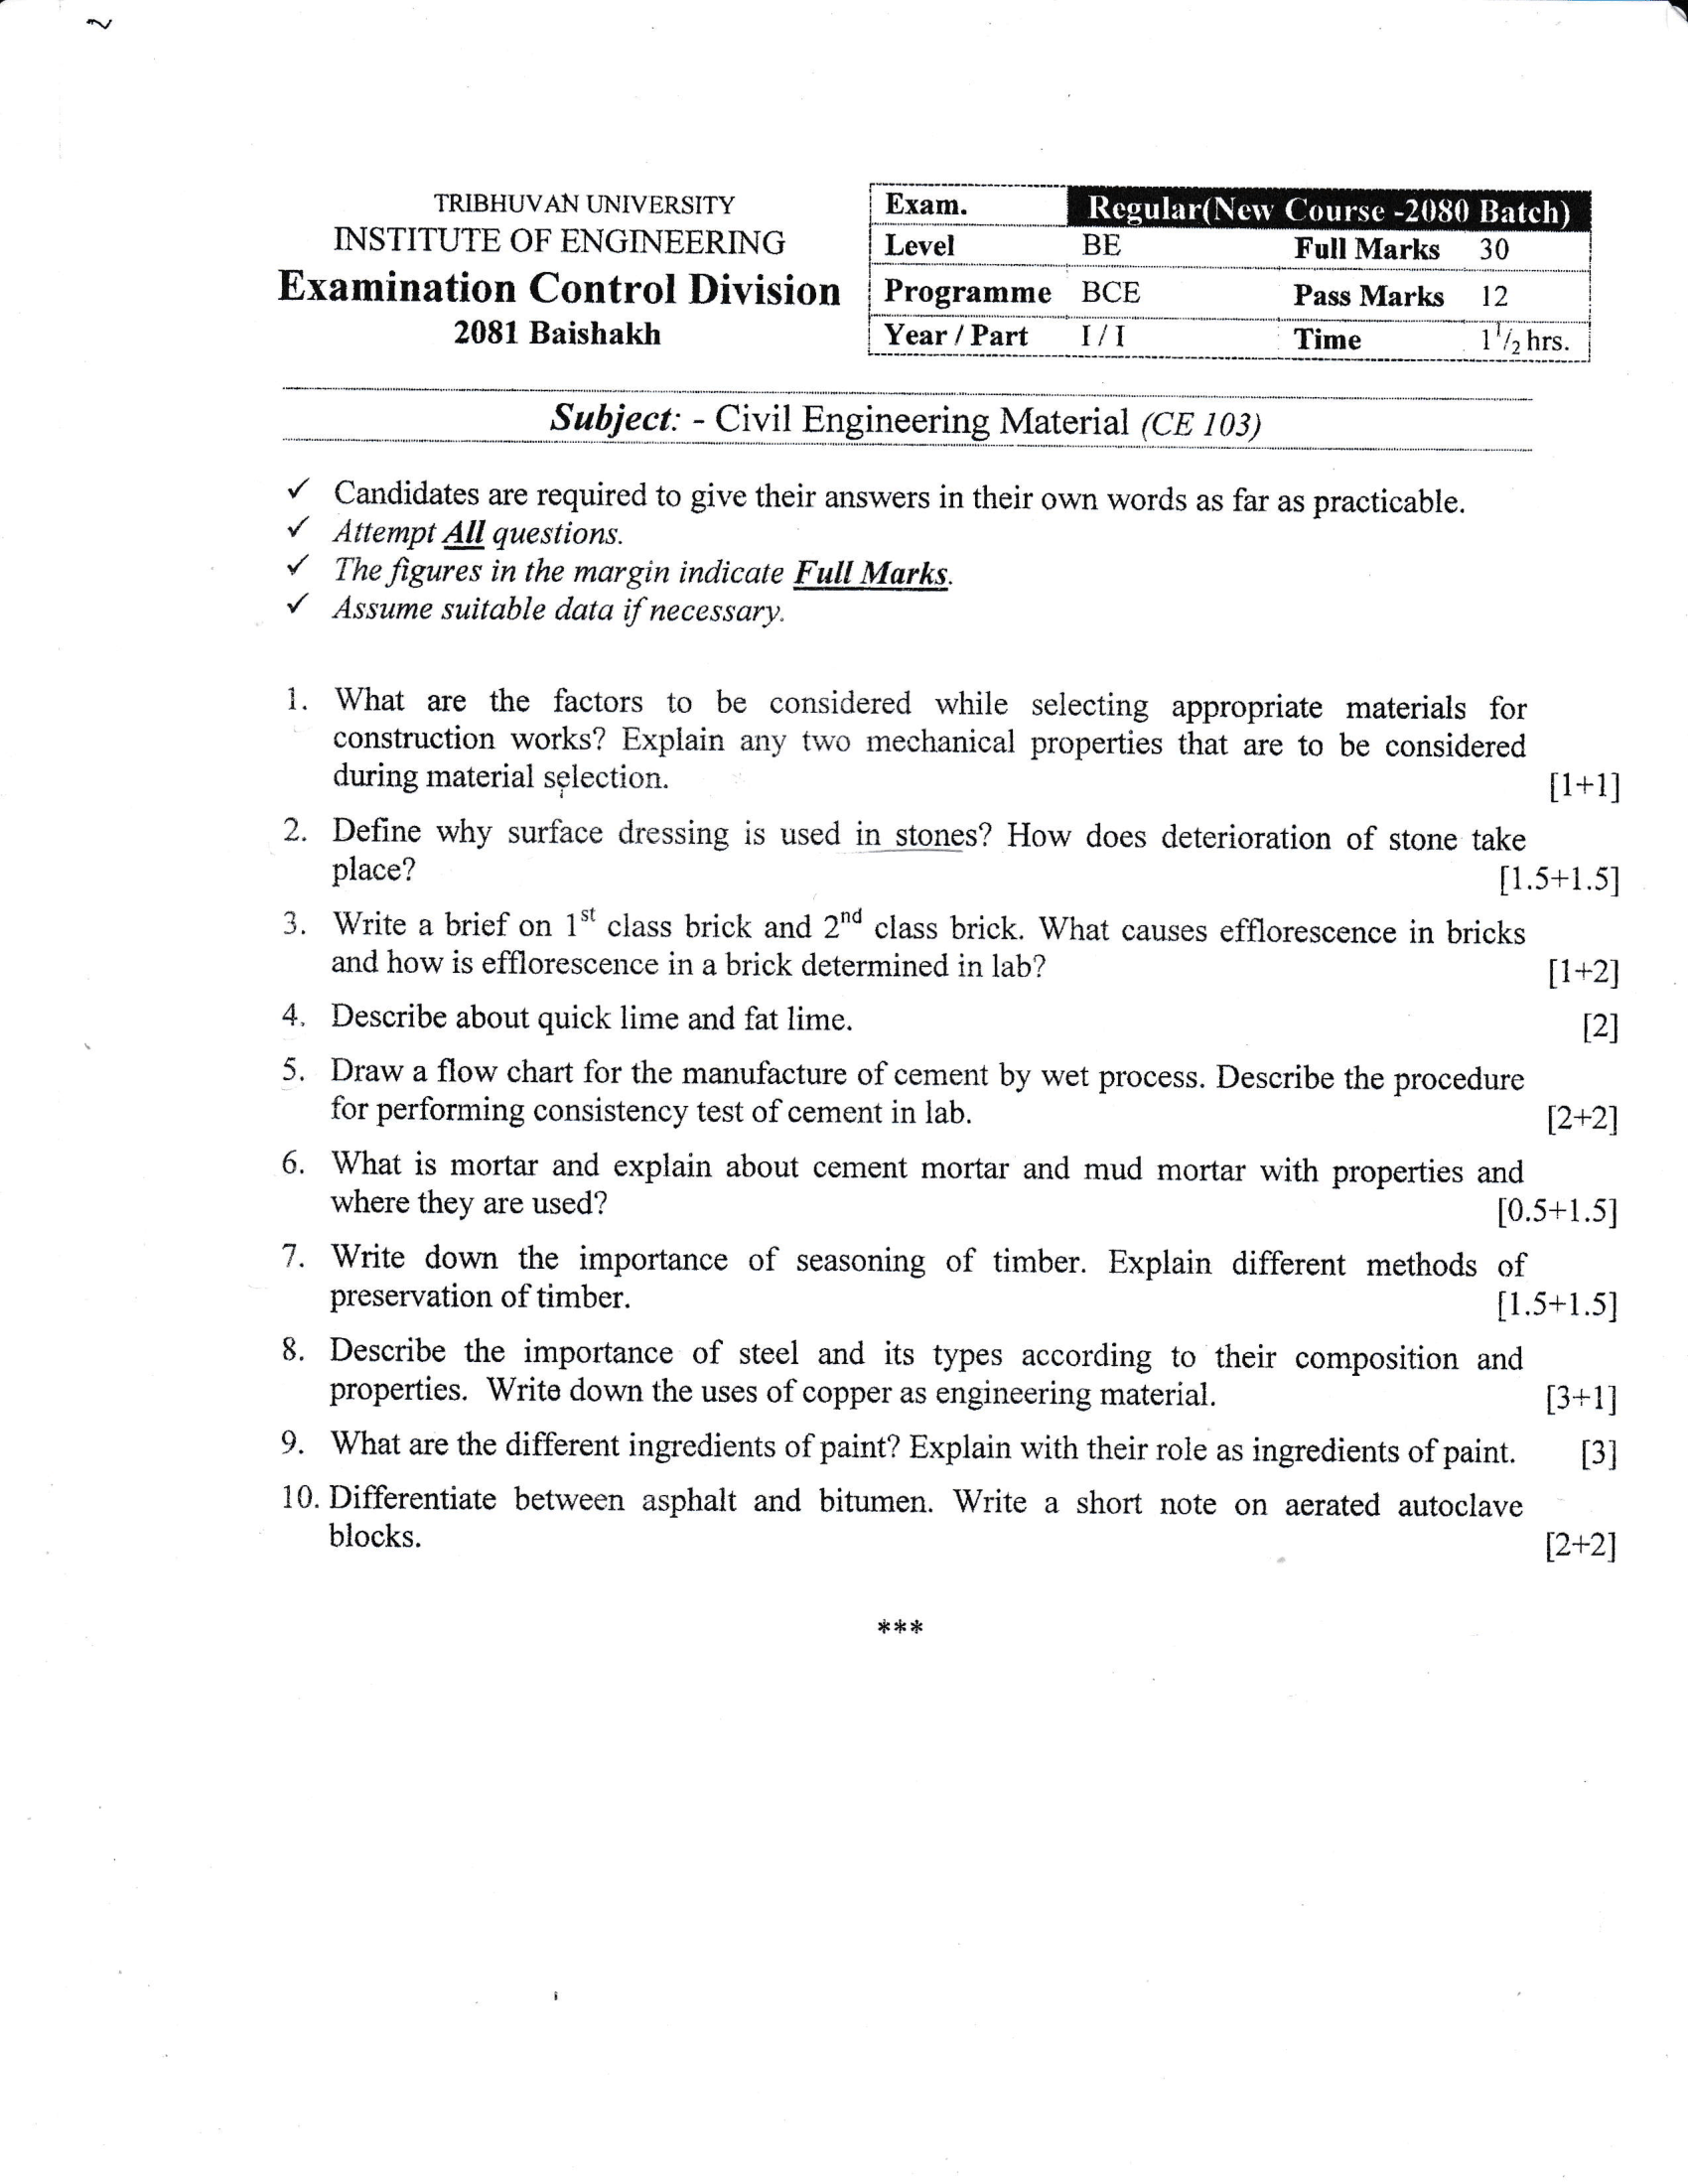 TRIBHUVAN UNIVERSITY
INSTITUTE OF ENGINEERING
Examination Control Division
2081 Baishakh
Exam. Regular(New Course -2080 Batch)
Level BE Full Marks 30
Programme BCE Pass Marks 12
Year / Part I / I Time 1 1/2 hrs.
Subject: - Civil Engineering Material (CE 103)
✓ Candidates are required to give their answers in their own words as far as practicable.
✓ Attempt All questions.
✓ The figures in the margin indicate Full Marks.
✓ Assume suitable data if necessary.
1. What are the factors to be considered while selecting appropriate materials for
construction works? Explain any two mechanical properties that are to be considered
during material selection. [1+1]
2. Define why surface dressing is used in stones? How does deterioration of stone take
place? [1.5+1.5]
3. Write a brief on 1st class brick and 2nd class brick. What causes efflorescence in bricks
and how is efflorescence in a brick determined in lab? [1+2]
4. Describe about quick lime and fat lime. [2]
5. Draw a flow chart for the manufacture of cement by wet process. Describe the procedure
for performing consistency test of cement in lab. [2+2]
6. What is mortar and explain about cement mortar and mud mortar with properties and
where they are used? [0.5+1.5]
7. Write down the importance of seasoning of timber. Explain different methods of
preservation of timber. [1.5+1.5]
8. Describe the importance of steel and its types according to their composition and
properties. Write down the uses of copper as engineering material. [3+1]
9. What are the different ingredients of paint? Explain with their role as ingredients of paint. [3]
10. Differentiate between asphalt and bitumen. Write a short note on aerated autoclave
blocks. [2+2]
***